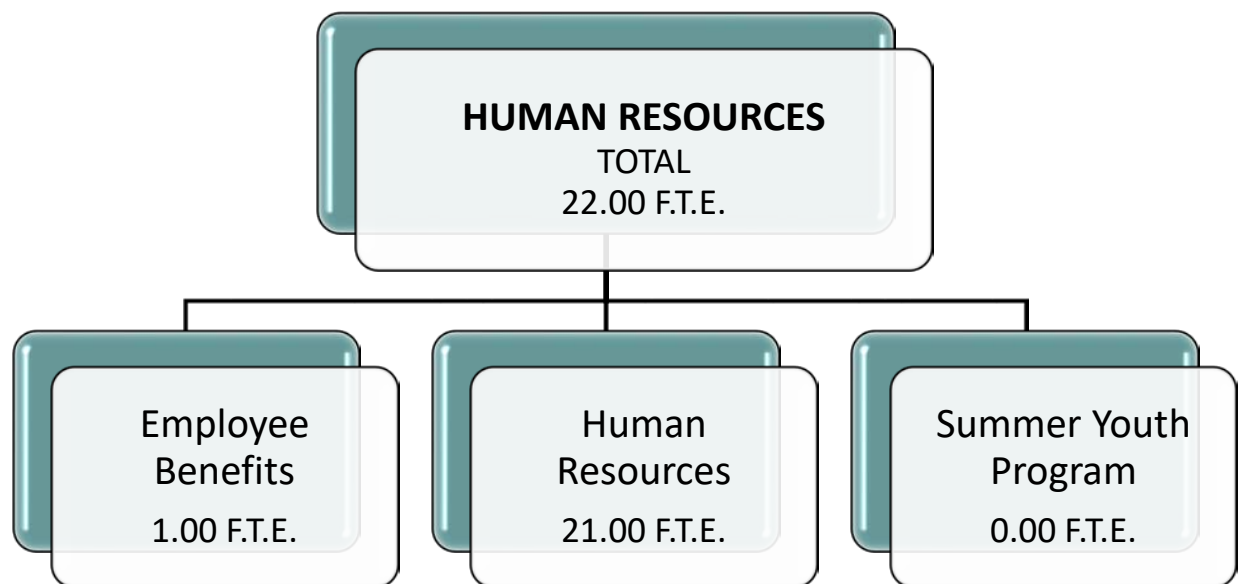 HUMAN RESOURCES
TOTAL
22.00 F.T.E.
Employee
Benefits
1.00 F.T.E.
Human
Resources
21.00 F.T.E.
Summer Youth
Program
0.00 F.T.E.